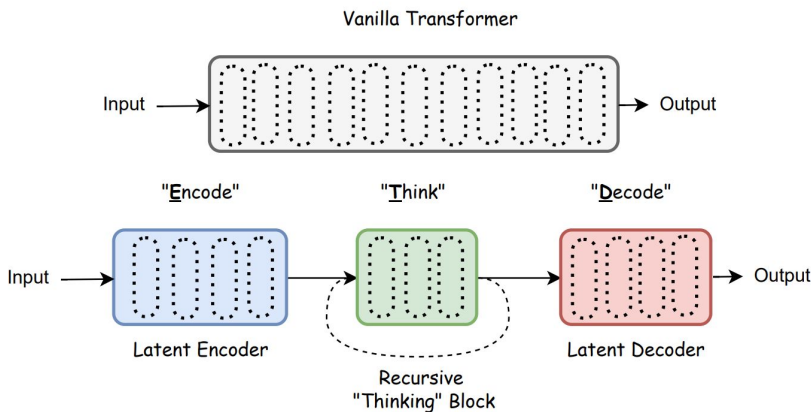 Vanilla Transformer
Input
Output
"Encode"
"Think"
"Decode"
Input
Output
Latent Encoder
Latent Decoder
Recursive
"Thinking" Block